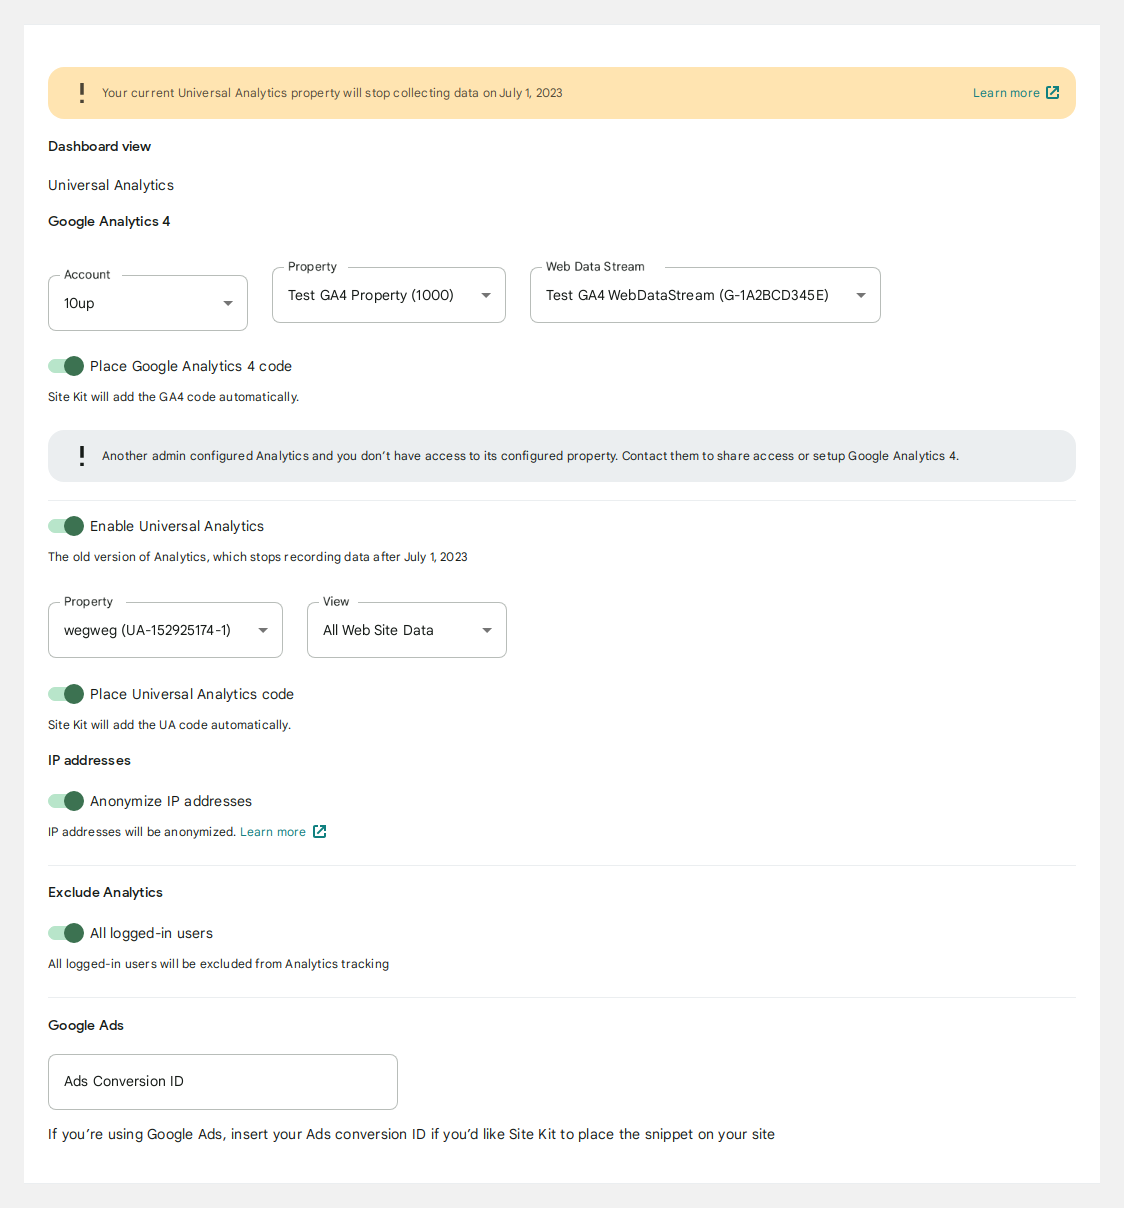 Your current Universal Analytics property will stop collecting data on July 1, 2023
Learn more
Dashboard view
Universal Analytics
Google Analytics 4
Account
10up
Property
Test GA4 Property (1000)
Web Data Stream
Test GA4 WebDataStream (G-1A2BCD345E)
Place Google Analytics 4 code
Site Kit will add the GA4 code automatically.
Another admin configured Analytics and you don’t have access to its configured property. Contact them to share access or setup Google Analytics 4.
Enable Universal Analytics
The old version of Analytics, which stops recording data after July 1, 2023
Property
wegweg (UA-152925174-1)
View
All Web Site Data
Place Universal Analytics code
Site Kit will add the UA code automatically.
IP addresses
Anonymize IP addresses
IP addresses will be anonymized. Learn more
Exclude Analytics
All logged-in users
All logged-in users will be excluded from Analytics tracking
Google Ads
Ads Conversion ID
If you’re using Google Ads, insert your Ads conversion ID if you’d like Site Kit to place the snippet on your site